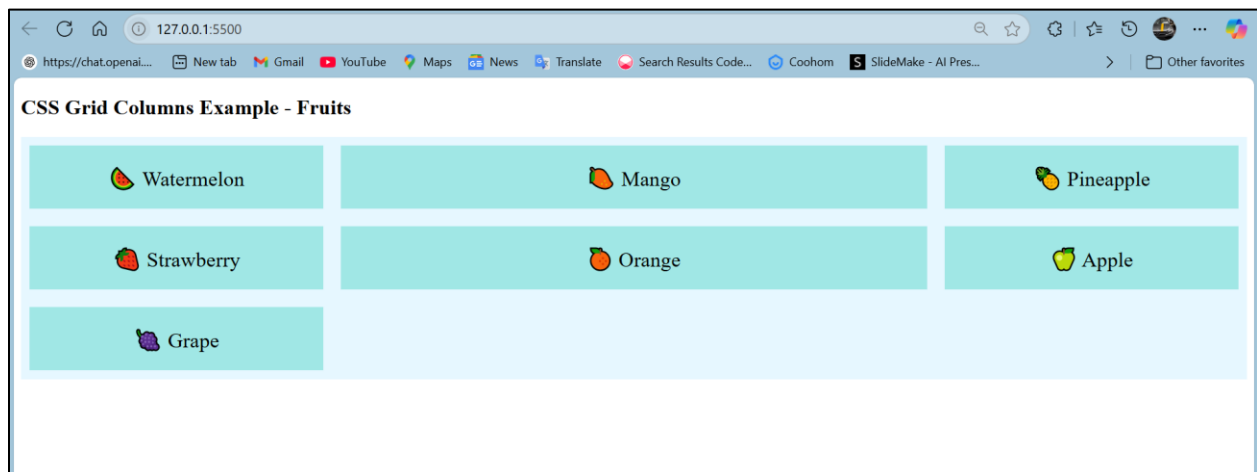 127.0.0.1:5500
https://chat.openai.... New tab Gmail YouTube Maps News Translate Search Results Code... Coohom SlideMake - AI Pres... Other favorites
CSS Grid Columns Example - Fruits
Watermelon Mango Pineapple
Strawberry Orange Apple
Grape